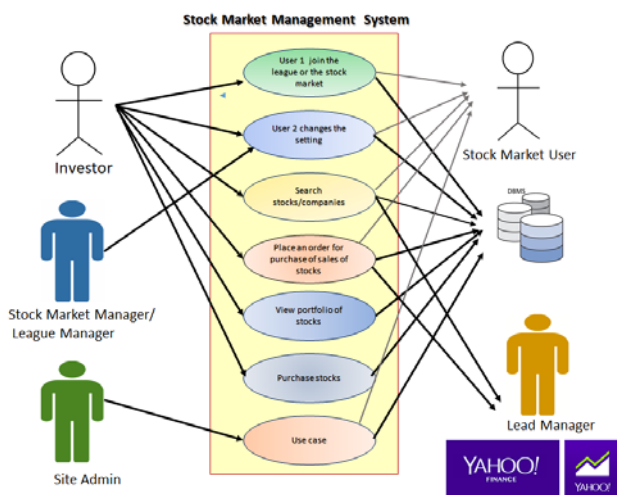 Stock Market Management System
User 1 join the
league or the stock
market
User 2 changes the
setting
Investor
Stock Market User
DBMS
Search
stocks/companies
Place an order for
purchase of sales of
stocks
Stock Market Manager/
League Manager
View portfolio of
stocks
Purchase stocks
Lead Manager
Use case
Site Admin
YAHOO!
FINANCE
YAHOO!